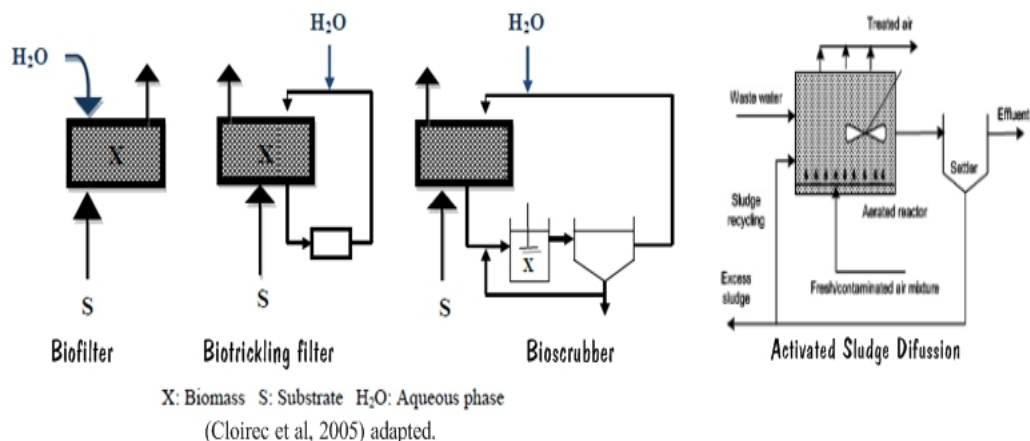 H₂O
X
S
Biofilter
H₂O
X
S
Biotrickling filter
H₂O
X
S
Bioscrubber
Treated air
Waste water
Effluent
Settler
Sludge
recycling
Aerated reactor
Fresh/contaminated air mixture
Excess
sludge
Activated Sludge Difussion
X: Biomass S: Substrate H₂O: Aqueous phase
(Cloirec et al, 2005) adapted.